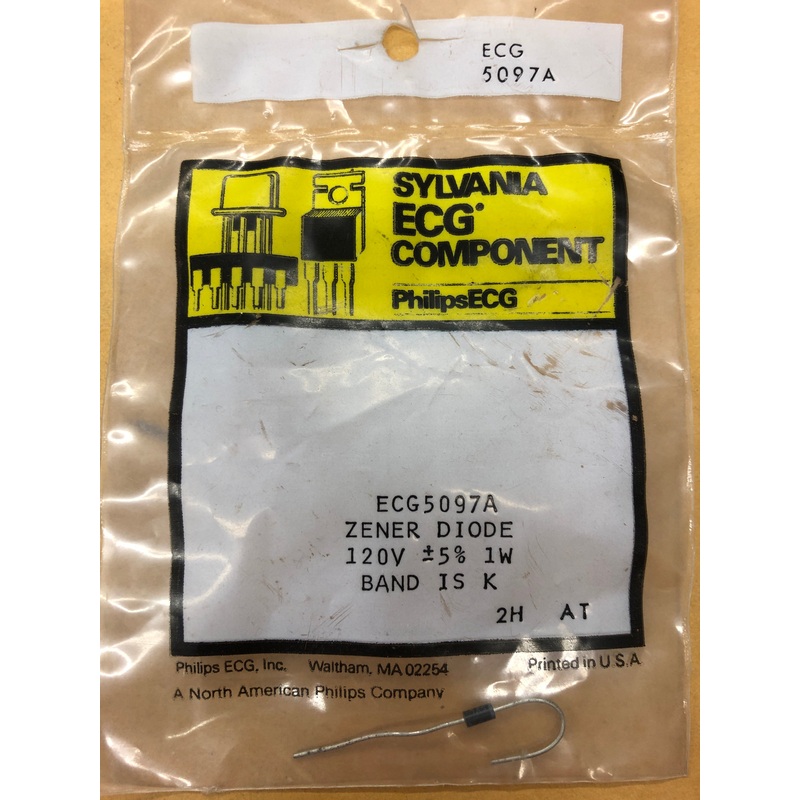 ECG
5097A
SYLVANIA
ECG®
COMPONENT
PhilipsECG
ECG5097A
ZENER DIODE
120V ±5% 1W
BAND IS K
2H AT
Philips ECG, Inc. Waltham, MA 02254 Printed in U.S.A
A North American Philips Company